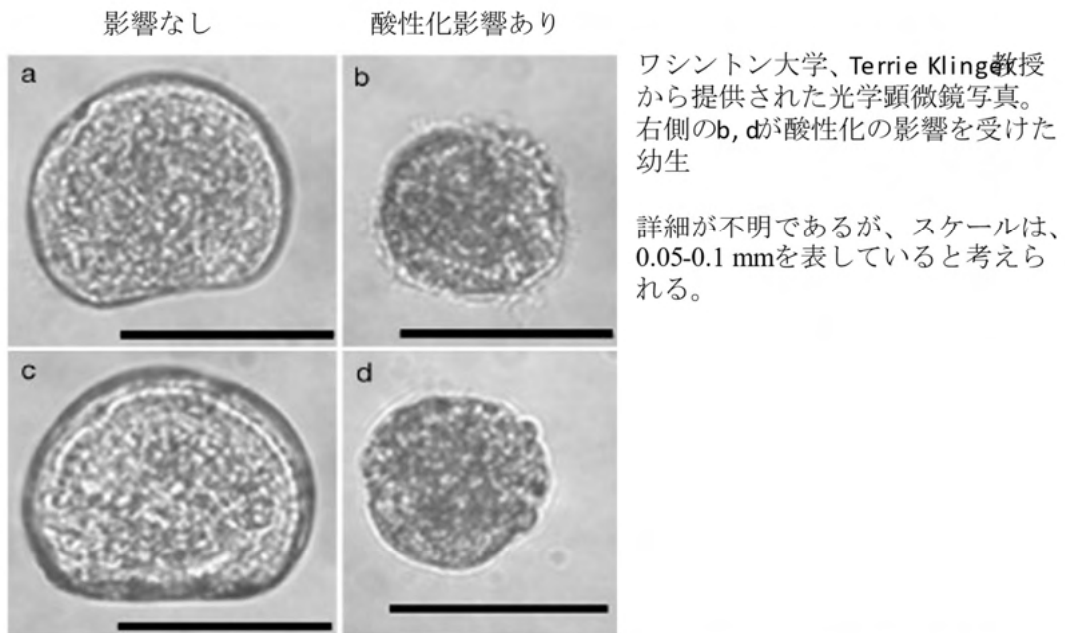 影響なし
酸性化影響あり
a
b
c
d
ワシントン大学、Terrie Klinger教授
から提供された光学顕微鏡写真。
右側のb, dが酸性化の影響を受けた
幼生
詳細が不明であるが、スケールは、
0.05-0.1 mmを表していると考えら
れる。